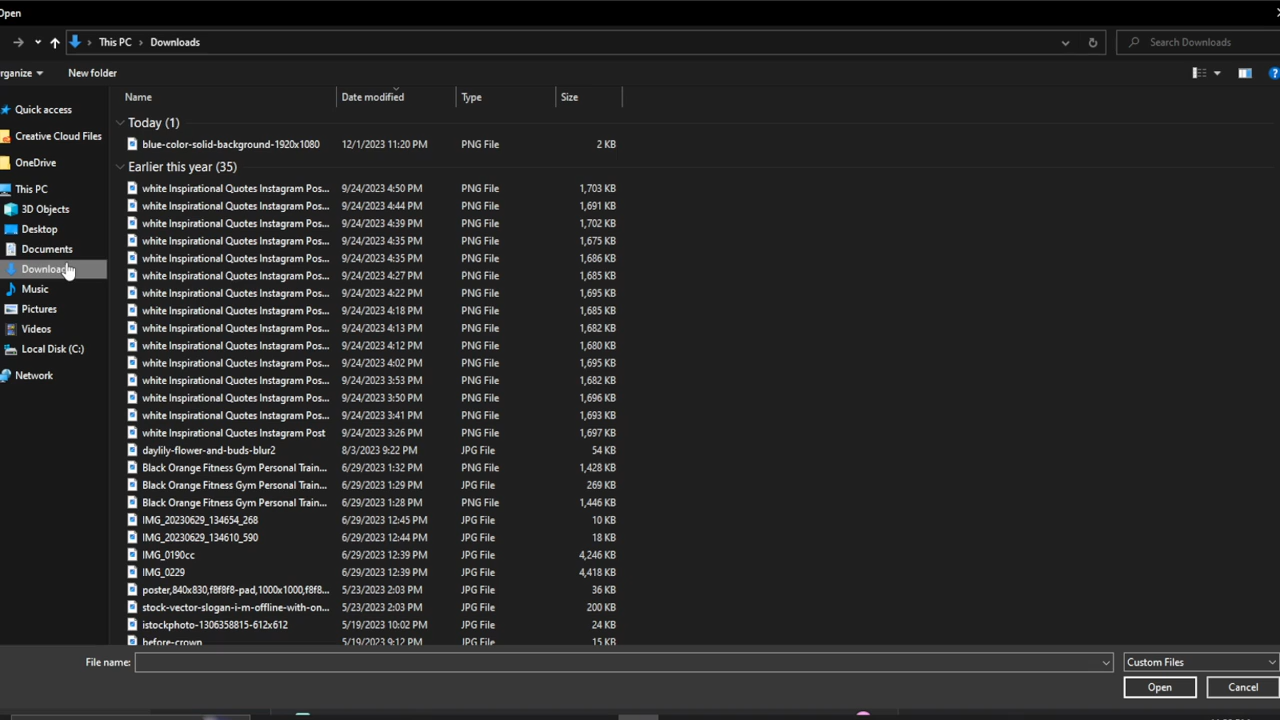 Open
This PC > Downloads
Search Downloads
rganize
New folder
Name
Date modified
Type
Size
Quick access
Creative Cloud Files
OneDrive
This PC
3D Objects
Desktop
Documents
Music
Pictures
Videos
Local Disk (C:)
Network
Today (1)
blue-color-solid-background-1920x1080 12/1/2023 11:20 PM PNG File 2 KB
Earlier this year (35)
white Inspirational Quotes Instagram Pos... 9/24/2023 4:50 PM PNG File 1,703 KB
white Inspirational Quotes Instagram Pos... 9/24/2023 4:44 PM PNG File 1,691 KB
white Inspirational Quotes Instagram Pos... 9/24/2023 4:39 PM PNG File 1,702 KB
white Inspirational Quotes Instagram Pos... 9/24/2023 4:35 PM PNG File 1,675 KB
white Inspirational Quotes Instagram Pos... 9/24/2023 4:35 PM PNG File 1,686 KB
white Inspirational Quotes Instagram Pos... 9/24/2023 4:27 PM PNG File 1,685 KB
white Inspirational Quotes Instagram Pos... 9/24/2023 4:22 PM PNG File 1,695 KB
white Inspirational Quotes Instagram Pos... 9/24/2023 4:18 PM PNG File 1,685 KB
white Inspirational Quotes Instagram Pos... 9/24/2023 4:13 PM PNG File 1,682 KB
white Inspirational Quotes Instagram Pos... 9/24/2023 4:12 PM PNG File 1,680 KB
white Inspirational Quotes Instagram Pos... 9/24/2023 4:02 PM PNG File 1,695 KB
white Inspirational Quotes Instagram Pos... 9/24/2023 3:53 PM PNG File 1,682 KB
white Inspirational Quotes Instagram Pos... 9/24/2023 3:50 PM PNG File 1,696 KB
white Inspirational Quotes Instagram Pos... 9/24/2023 3:41 PM PNG File 1,693 KB
white Inspirational Quotes Instagram Post 9/24/2023 3:26 PM PNG File 1,697 KB
daylily-flower-and-buds-blur2 8/3/2023 9:22 PM JPG File 54 KB
Black Orange Fitness Gym Personal Train... 6/29/2023 1:32 PM PNG File 1,428 KB
Black Orange Fitness Gym Personal Train... 6/29/2023 1:29 PM JPG File 269 KB
Black Orange Fitness Gym Personal Train... 6/29/2023 1:28 PM PNG File 1,446 KB
IMG_20230629_134654_268 6/29/2023 12:45 PM JPG File 10 KB
IMG_20230629_134610_590 6/29/2023 12:44 PM JPG File 18 KB
IMG_0190cc 6/29/2023 12:39 PM JPG File 4,246 KB
IMG_0229 6/29/2023 12:39 PM JPG File 4,418 KB
poster,840x830,f8f8f8-pad,1000x1000,f8f8... 5/23/2023 2:03 PM JPG File 36 KB
stock-vector-slogan-i-m-offline-with-on... 5/23/2023 2:03 PM JPG File 200 KB
istockphoto-1306358815-612x612 5/19/2023 10:02 PM JPG File 24 KB
before-crown 5/19/2023 9:12 PM JPG File 15 KB
File name:
Custom Files
Open
Cancel